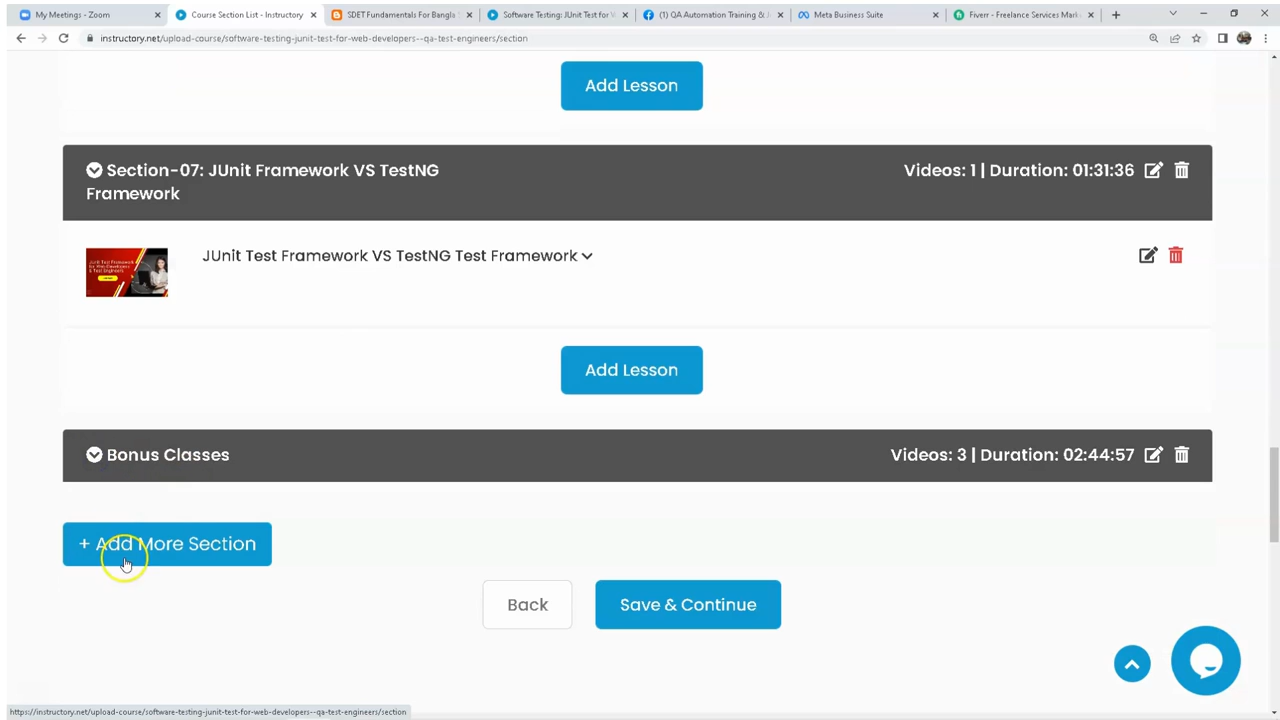 My Meetings - Zoom
Course Section List - Instructory
SDET Fundamentals For Bangla
Software Testing: JUnit Test for
(1) QA Automation Training & J
Meta Business Suite
Fiverr - Freelance Services Mark
instructory.net/upload-course/software-testing-junit-test-for-web-developers--qa-test-engineers/section
Add Lesson
Section-07: JUnit Framework VS TestNG
Framework
Videos: 1 | Duration: 01:31:36
JUnit Test Framework VS TestNG Test Framework
Add Lesson
Bonus Classes
Videos: 3 | Duration: 02:44:57
+ Add More Section
Back
Save & Continue
https://instructory.net/upload-course/software-testing-junit-test-for-web-developers--qa-test-engineers/section